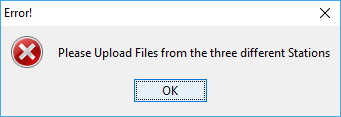 Error!
Please Upload Files from the three different Stations
OK